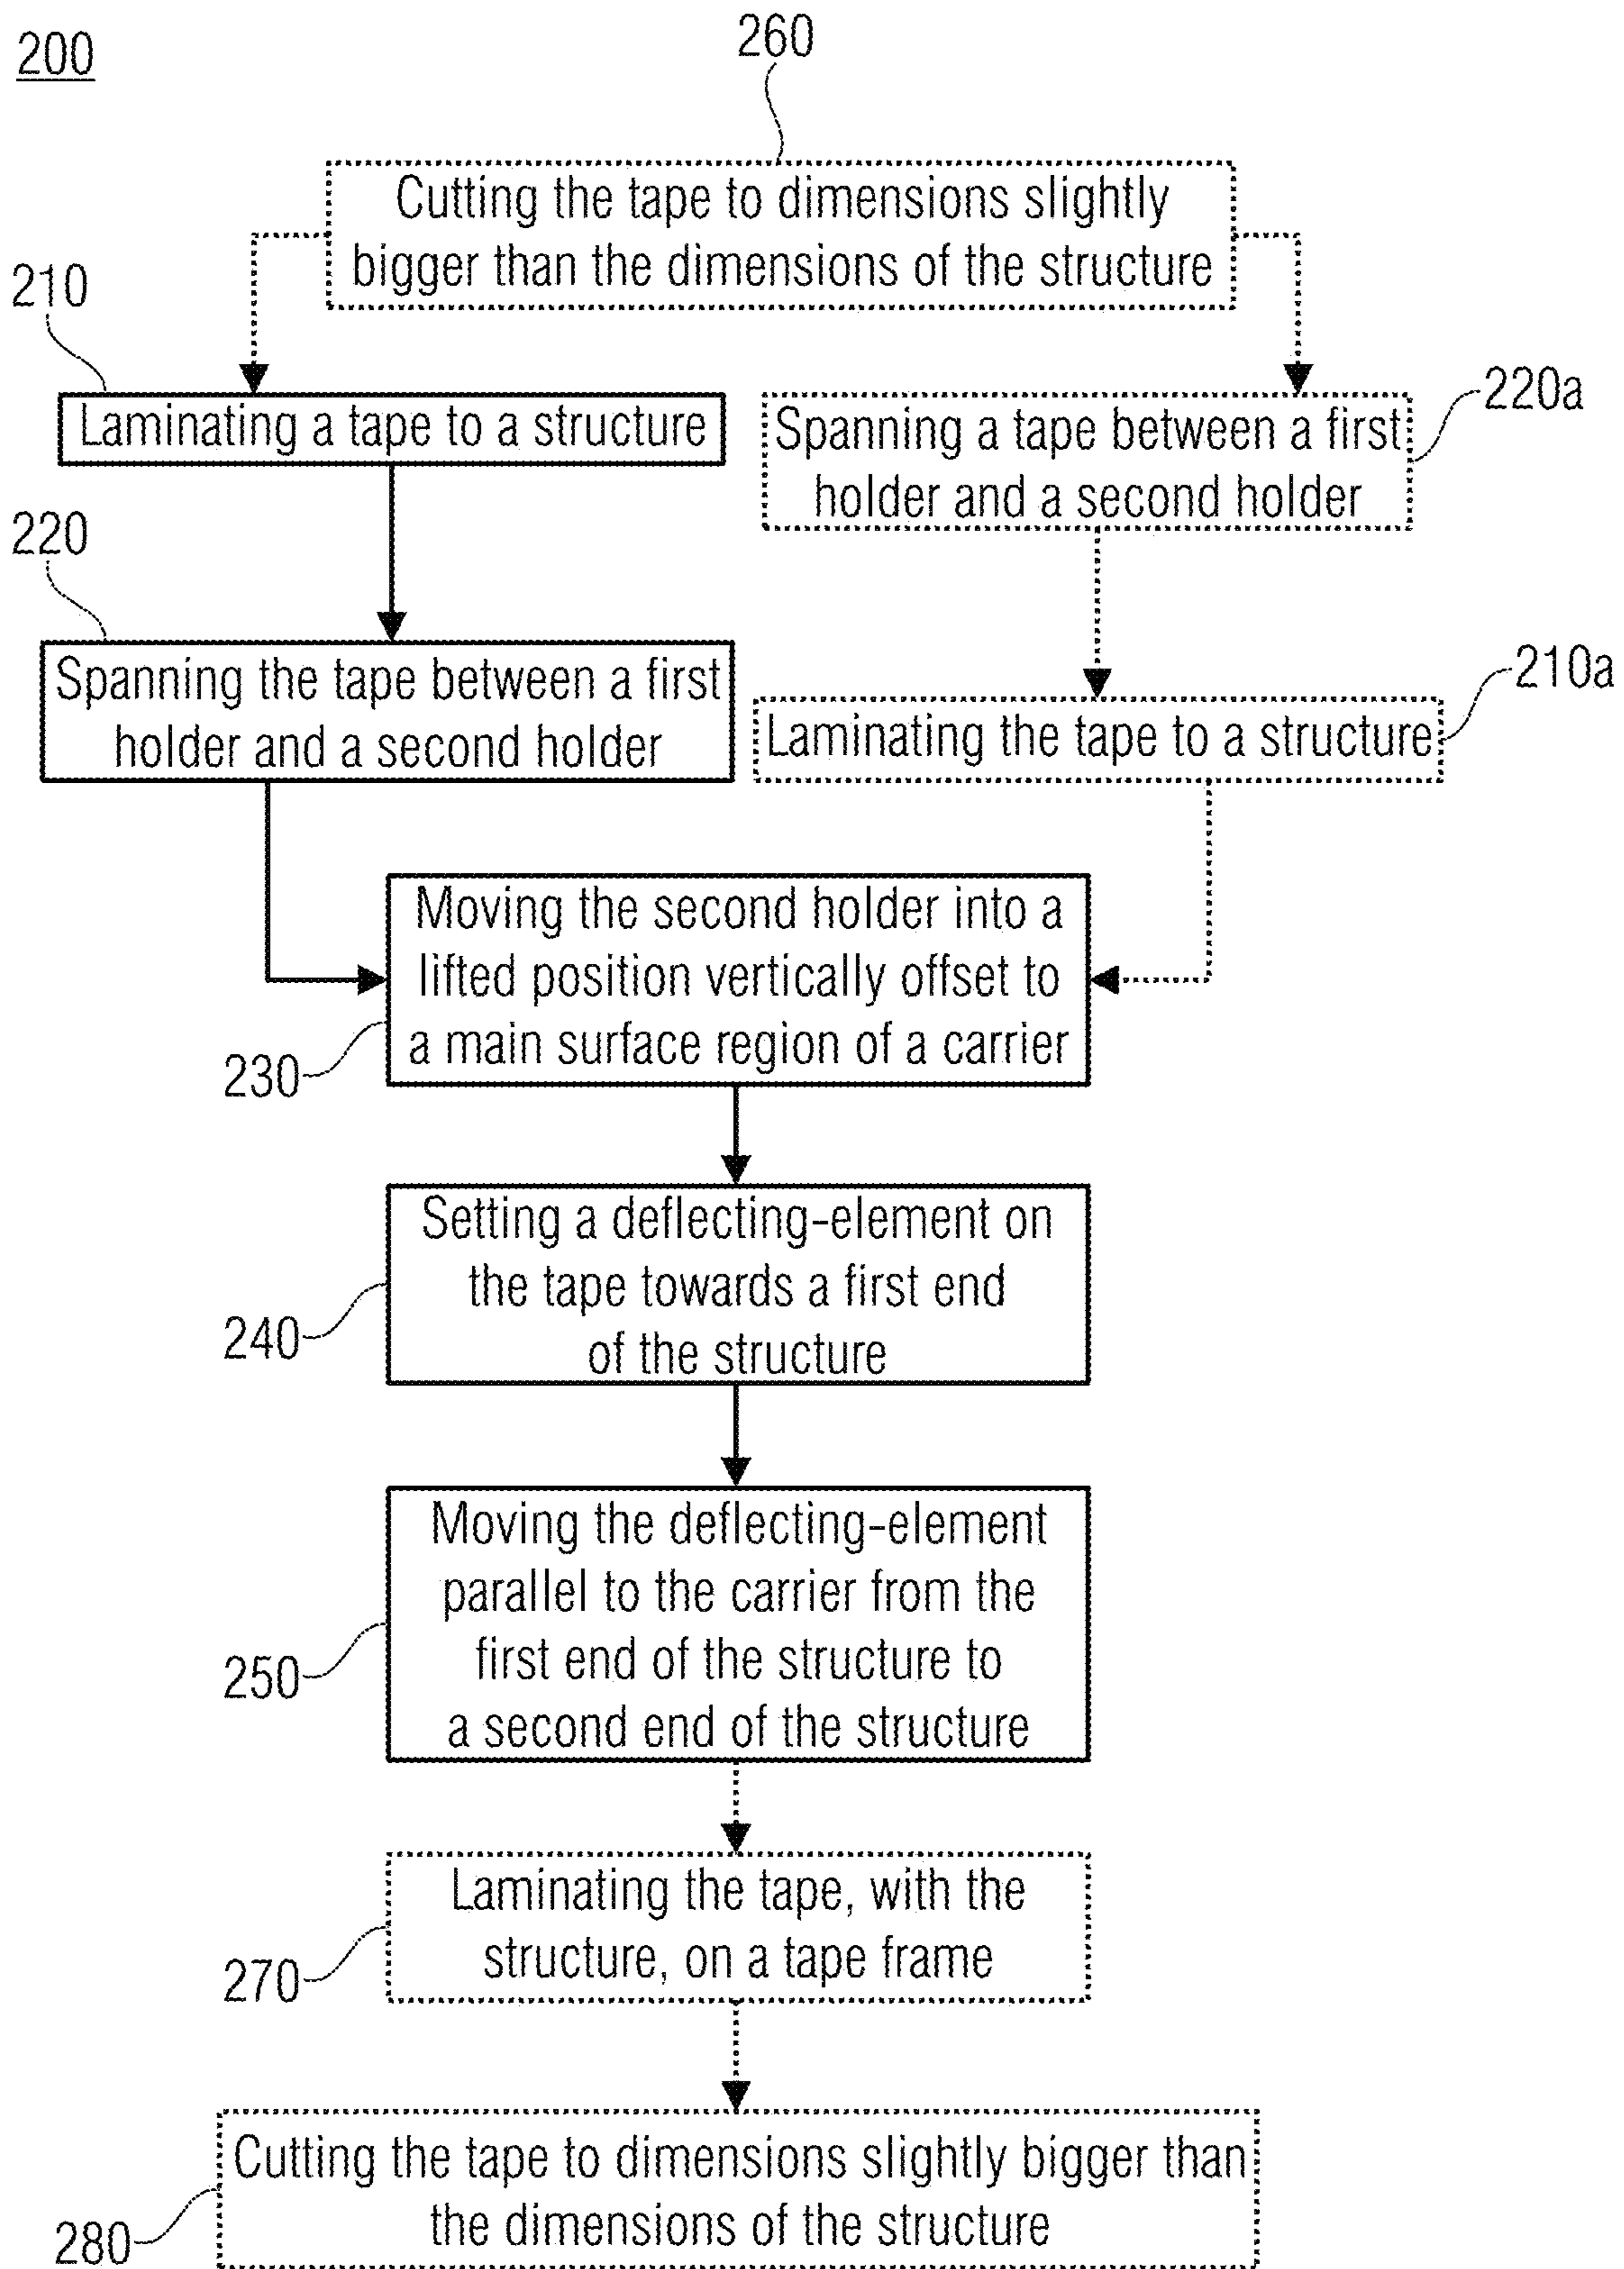 200
260
Cutting the tape to dimensions slightly
bigger than the dimensions of the structure
210
Laminating a tape to a structure
220a
Spanning a tape between a first
holder and a second holder
220
Spanning the tape between a first
holder and a second holder
210a
Laminating the tape to a structure
Moving the second holder into a
lifted position vertically offset to
a main surface region of a carrier
230
Setting a deflecting-element on
the tape towards a first end
of the structure
240
Moving the deflecting-element
parallel to the carrier from the
first end of the structure to
a second end of the structure
250
Laminating the tape, with the
structure, on a tape frame
270
Cutting the tape to dimensions slightly bigger than
the dimensions of the structure
280